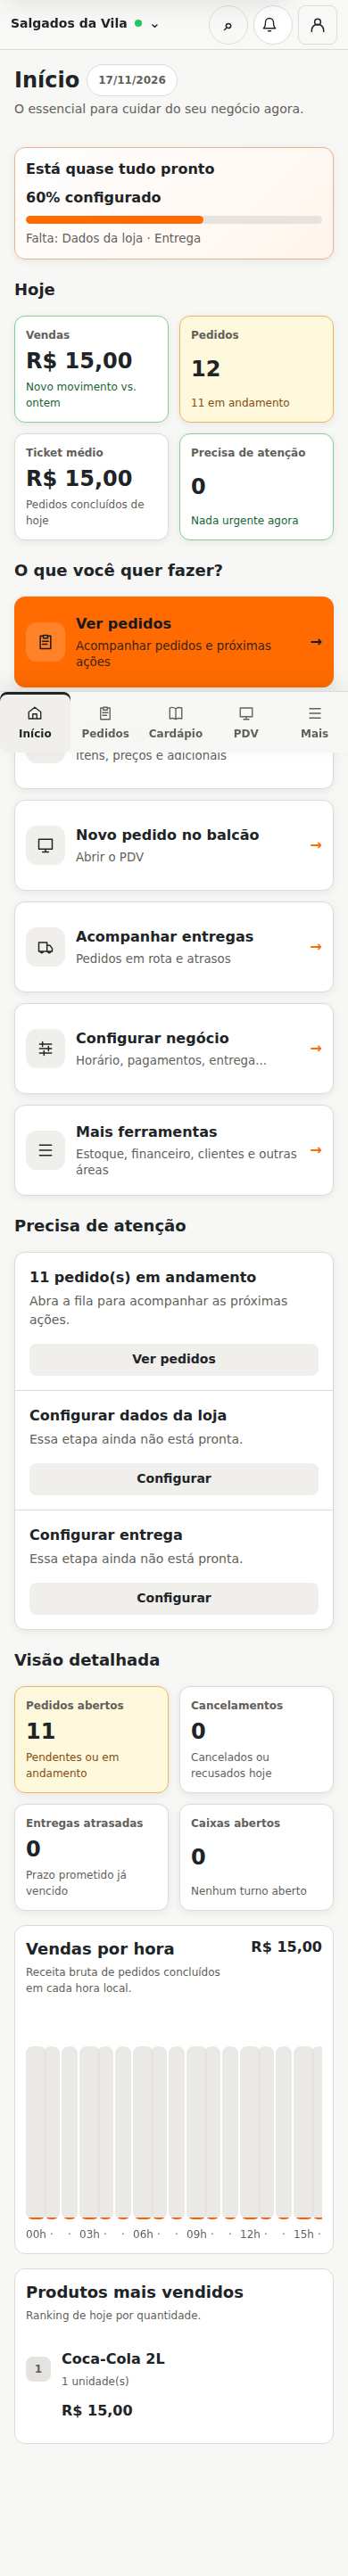 Salgados da Vila
Início 17/11/2026
O essencial para cuidar do seu negócio agora.
Está quase tudo pronto
60% configurado
Falta: Dados da loja · Entrega
Hoje
Vendas
R$ 15,00
Novo movimento vs.
ontem
Pedidos
12
11 em andamento
Ticket médio
R$ 15,00
Pedidos concluídos de
hoje
Precisa de atenção
0
Nada urgente agora
O que você quer fazer?
Ver pedidos
Acompanhar pedidos e próximas
ações
→
Início Pedidos Cardápio PDV Mais
Itens, preços e adicionais
Novo pedido no balcão
Abrir o PDV
→
Acompanhar entregas
Pedidos em rota e atrasos
→
Configurar negócio
Horário, pagamentos, entrega...
→
Mais ferramentas
Estoque, financeiro, clientes e outras
áreas
→
Precisa de atenção
11 pedido(s) em andamento
Abra a fila para acompanhar as próximas
ações.
Ver pedidos
Configurar dados da loja
Essa etapa ainda não está pronta.
Configurar
Configurar entrega
Essa etapa ainda não está pronta.
Configurar
Visão detalhada
Pedidos abertos
11
Pendentes ou em
andamento
Cancelamentos
0
Cancelados ou
recusados hoje
Entregas atrasadas
0
Prazo prometido já
vencido
Caixas abertos
0
Nenhum turno aberto
Vendas por hora
R$ 15,00
Receita bruta de pedidos concluídos
em cada hora local.
00h · · 03h · · 06h · · 09h · · 12h · · 15h ·
Produtos mais vendidos
Ranking de hoje por quantidade.
1
Coca-Cola 2L
1 unidade(s)
R$ 15,00